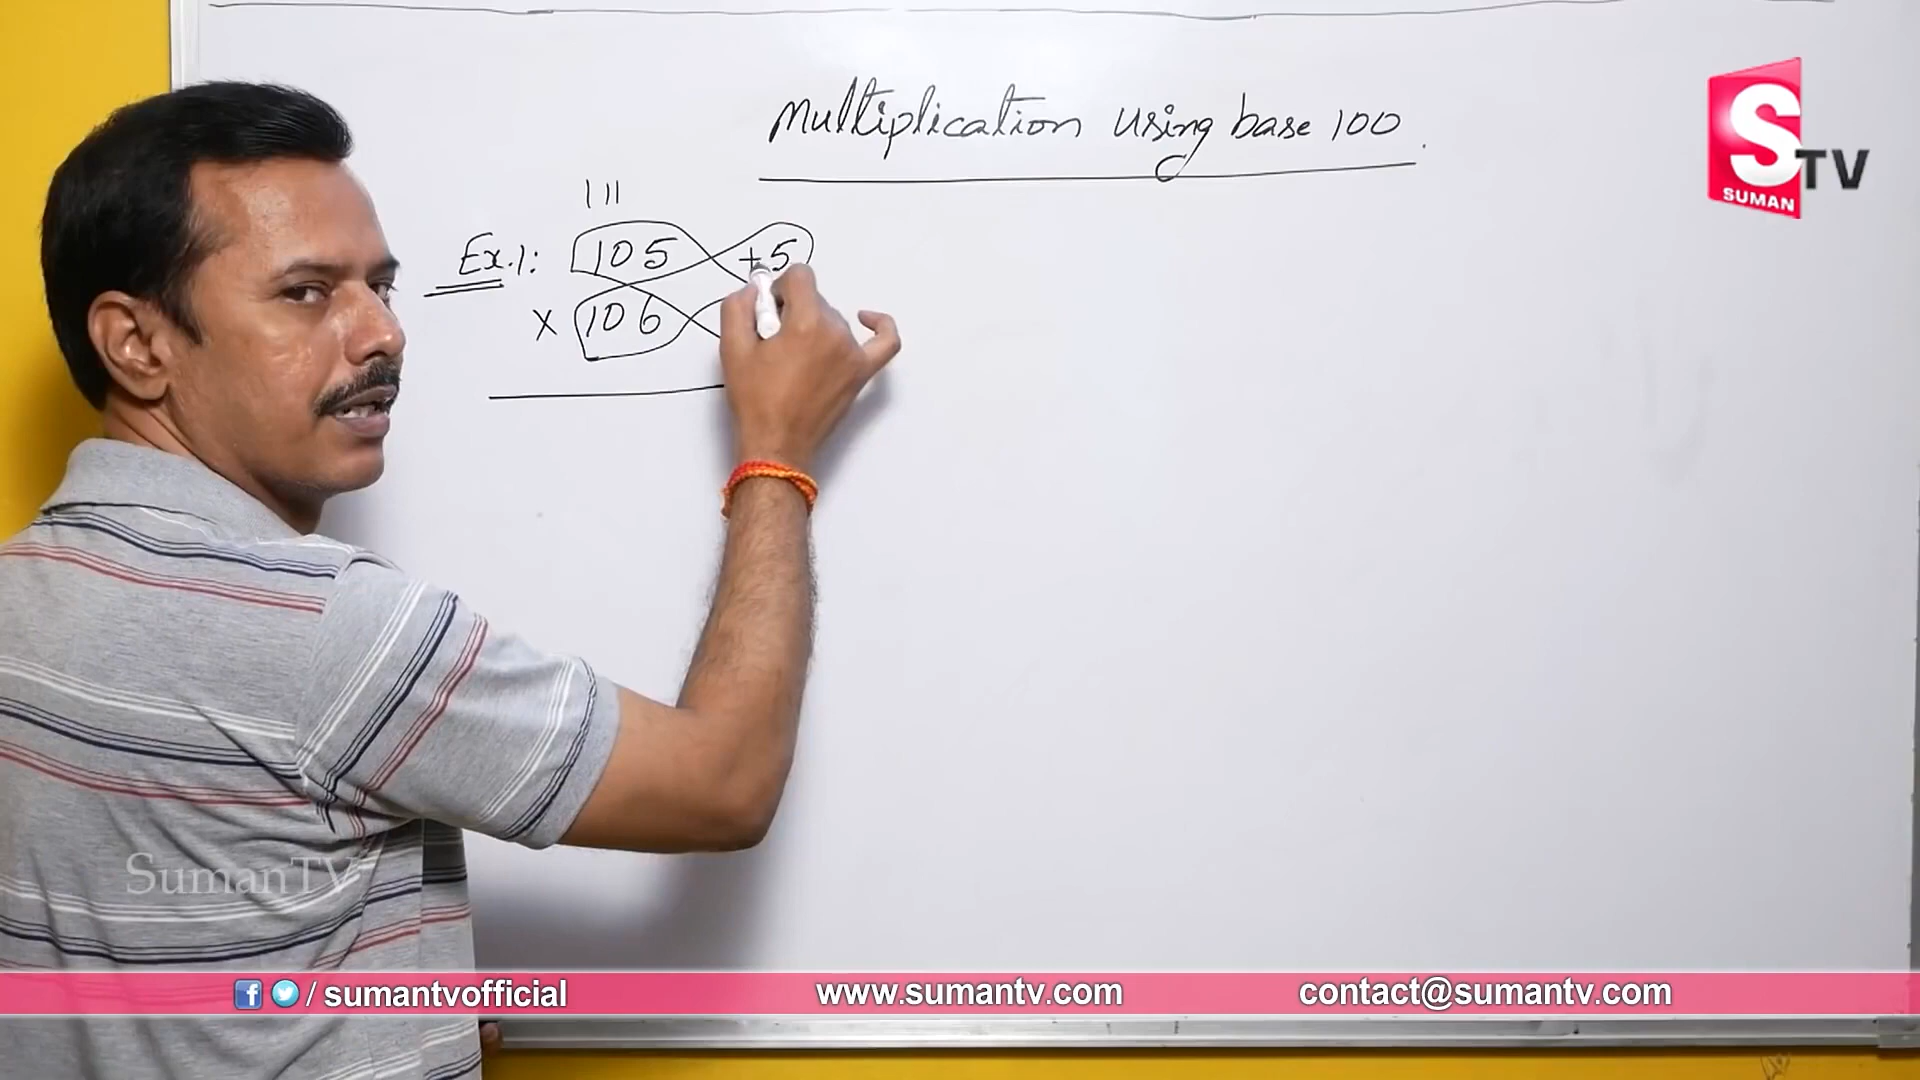 Multiplication using base 100.
S
TV
SUMAN
111
Ex.1: 105 +5
x 106
SumanTV
/ sumantvofficial www.sumantv.com contact@sumantv.com